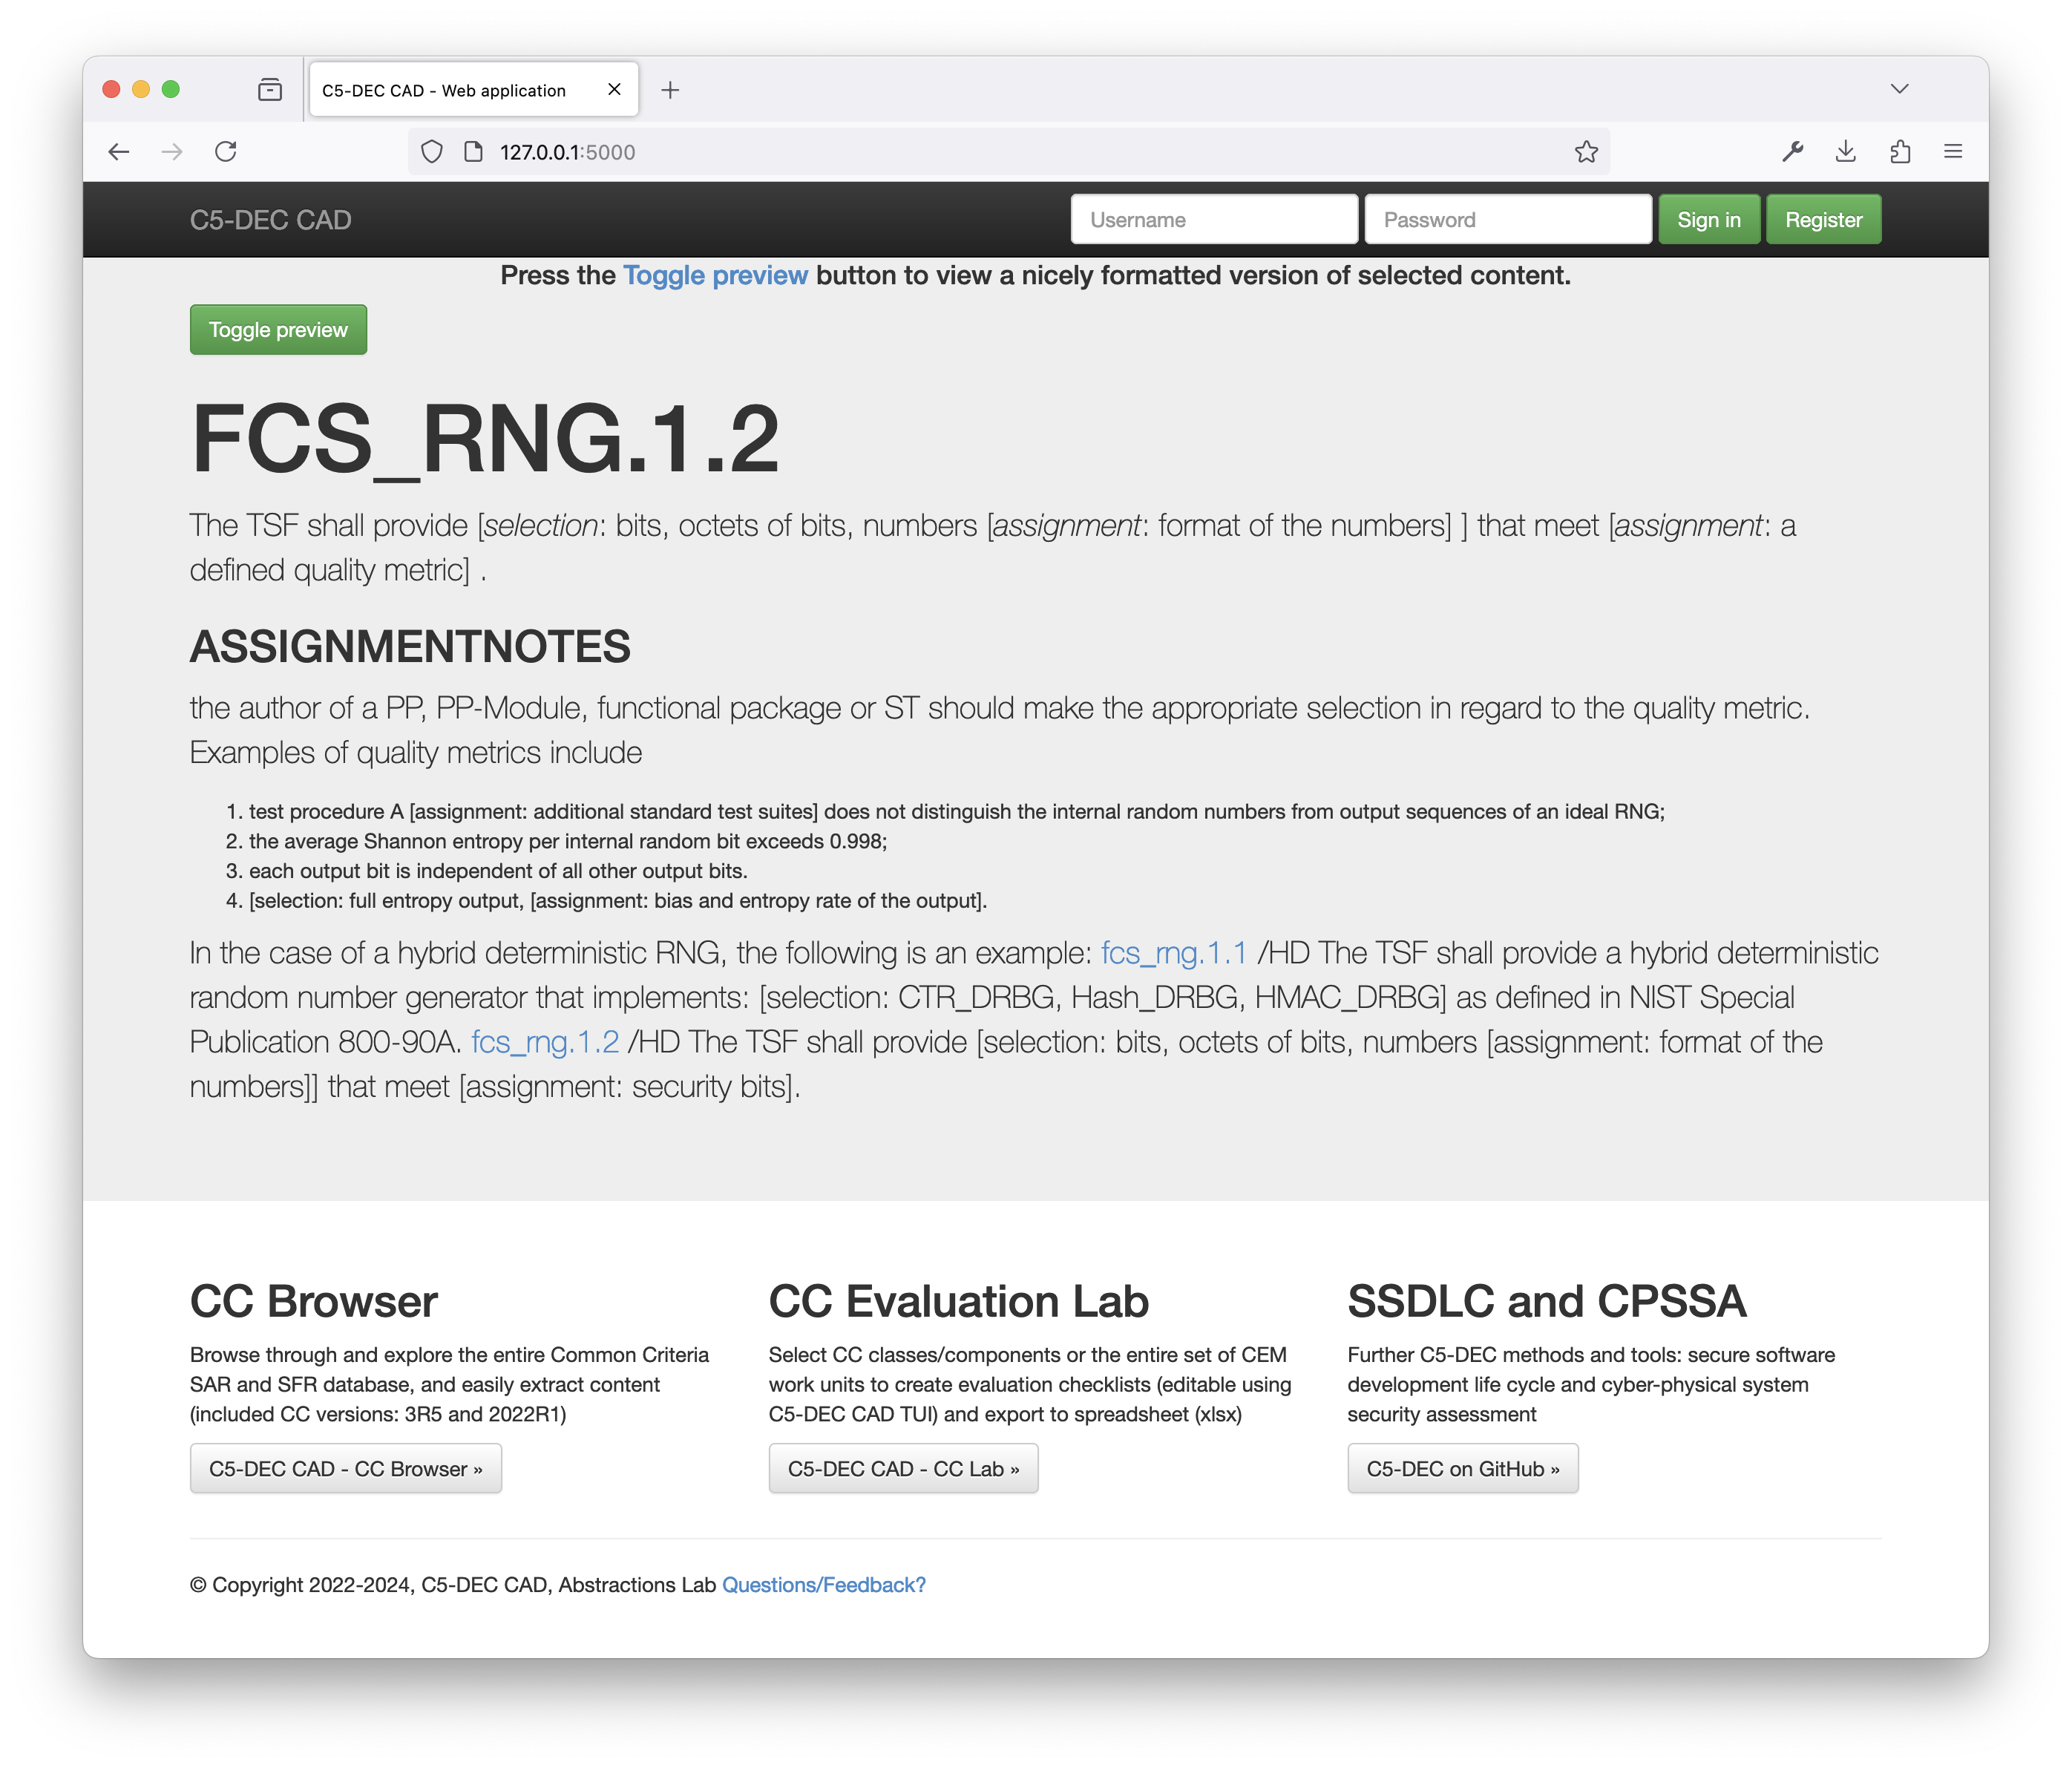 C5-DEC CAD - Web application
127.0.0.1:5000
C5-DEC CAD Username Password Sign in Register
Press the Toggle preview button to view a nicely formatted version of selected content.
Toggle preview
FCS_RNG.1.2
The TSF shall provide [selection: bits, octets of bits, numbers [assignment: format of the numbers] ] that meet [assignment: a
defined quality metric] .
ASSIGNMENTNOTES
the author of a PP, PP-Module, functional package or ST should make the appropriate selection in regard to the quality metric.
Examples of quality metrics include
1. test procedure A [assignment: additional standard test suites] does not distinguish the internal random numbers from output sequences of an ideal RNG;
2. the average Shannon entropy per internal random bit exceeds 0.998;
3. each output bit is independent of all other output bits.
4. [selection: full entropy output, [assignment: bias and entropy rate of the output].
In the case of a hybrid deterministic RNG, the following is an example: fcs_rng.1.1 /HD The TSF shall provide a hybrid deterministic
random number generator that implements: [selection: CTR_DRBG, Hash_DRBG, HMAC_DRBG] as defined in NIST Special
Publication 800-90A. fcs_rng.1.2 /HD The TSF shall provide [selection: bits, octets of bits, numbers [assignment: format of the
numbers]] that meet [assignment: security bits].
CC Browser
Browse through and explore the entire Common Criteria
SAR and SFR database, and easily extract content
(included CC versions: 3R5 and 2022R1)
C5-DEC CAD - CC Browser »
CC Evaluation Lab
Select CC classes/components or the entire set of CEM
work units to create evaluation checklists (editable using
C5-DEC CAD TUI) and export to spreadsheet (xlsx)
C5-DEC CAD - CC Lab »
SSDLC and CPSSA
Further C5-DEC methods and tools: secure software
development life cycle and cyber-physical system
security assessment
C5-DEC on GitHub »
© Copyright 2022-2024, C5-DEC CAD, Abstractions Lab Questions/Feedback?